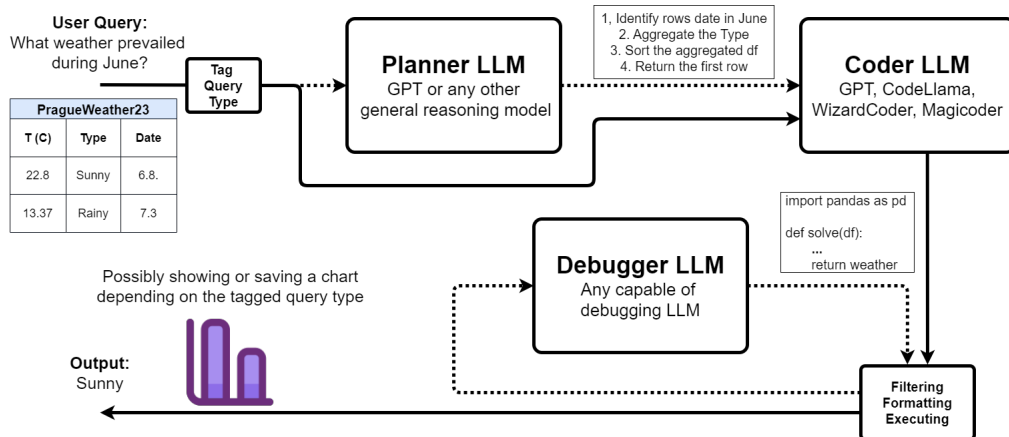 User Query:
What weather prevailed
during June?
Tag
Query
Type
PragueWeather23
T (C) Type Date
22.8 Sunny 6.8.
13.37 Rainy 7.3
Planner LLM
GPT or any other
general reasoning model
1, Identify rows date in June
2. Aggregate the Type
3. Sort the aggregated df
4. Return the first row
Coder LLM
GPT, CodeLlama,
WizardCoder, Magicoder
import pandas as pd
def solve(df):
...
return weather
Debugger LLM
Any capable of
debugging LLM
Possibly showing or saving a chart
depending on the tagged query type
Output:
Sunny
Filtering
Formatting
Executing